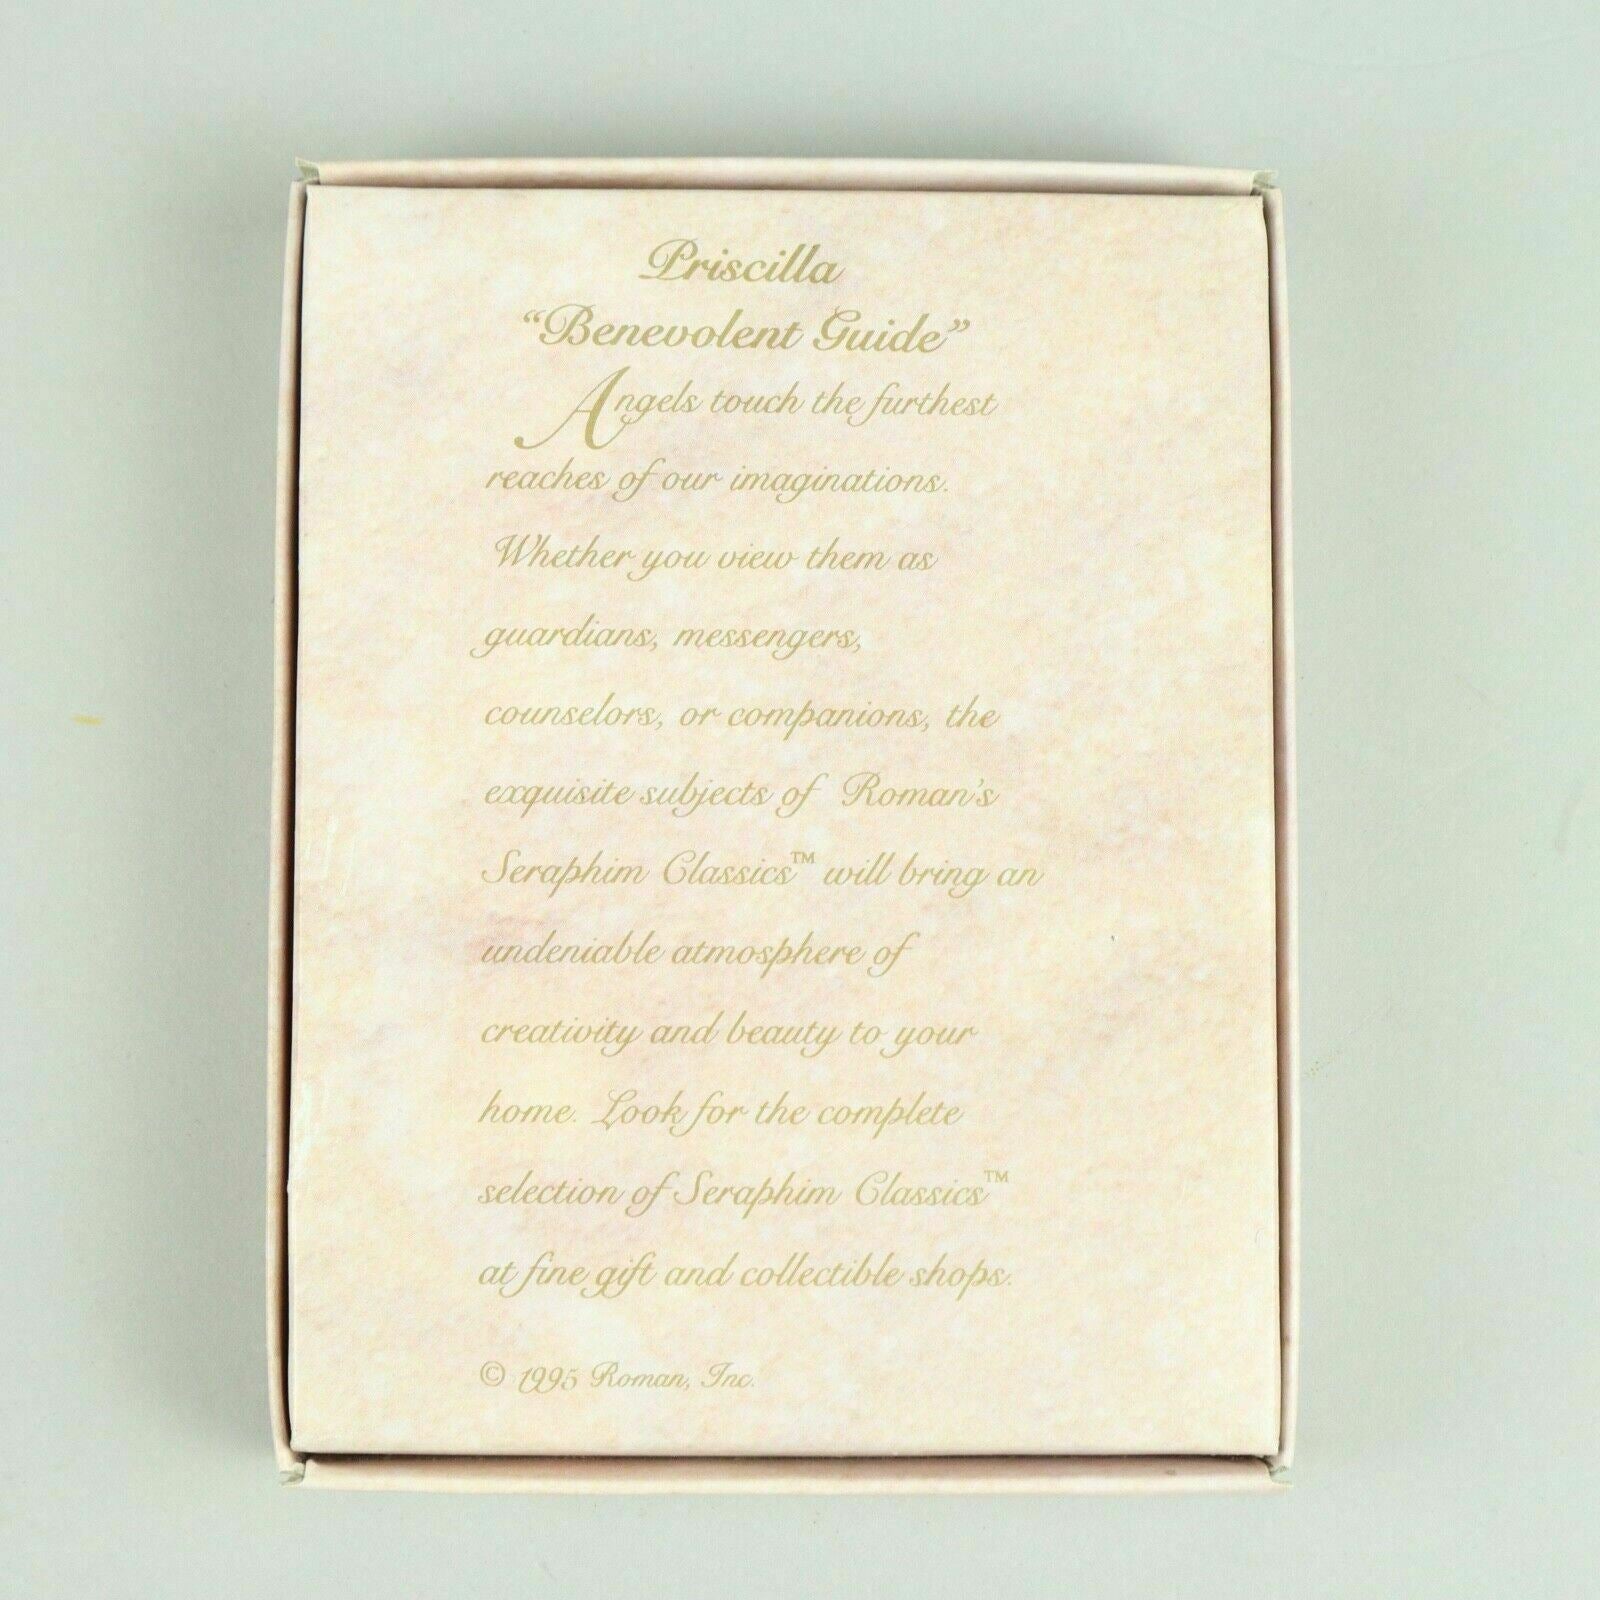 Priscilla
“Benevolent Guide”
Angels touch the furthest
reaches of our imaginations.
Whether you view them as
guardians, messengers,
counselors, or companions, the
exquisite subjects of Roman's
Seraphim Classics™ will bring an
undeniable atmosphere of
creativity and beauty to your
home. Look for the complete
selection of Seraphim Classics™
at fine gift and collectible shops.
© 1995 Roman, Inc.